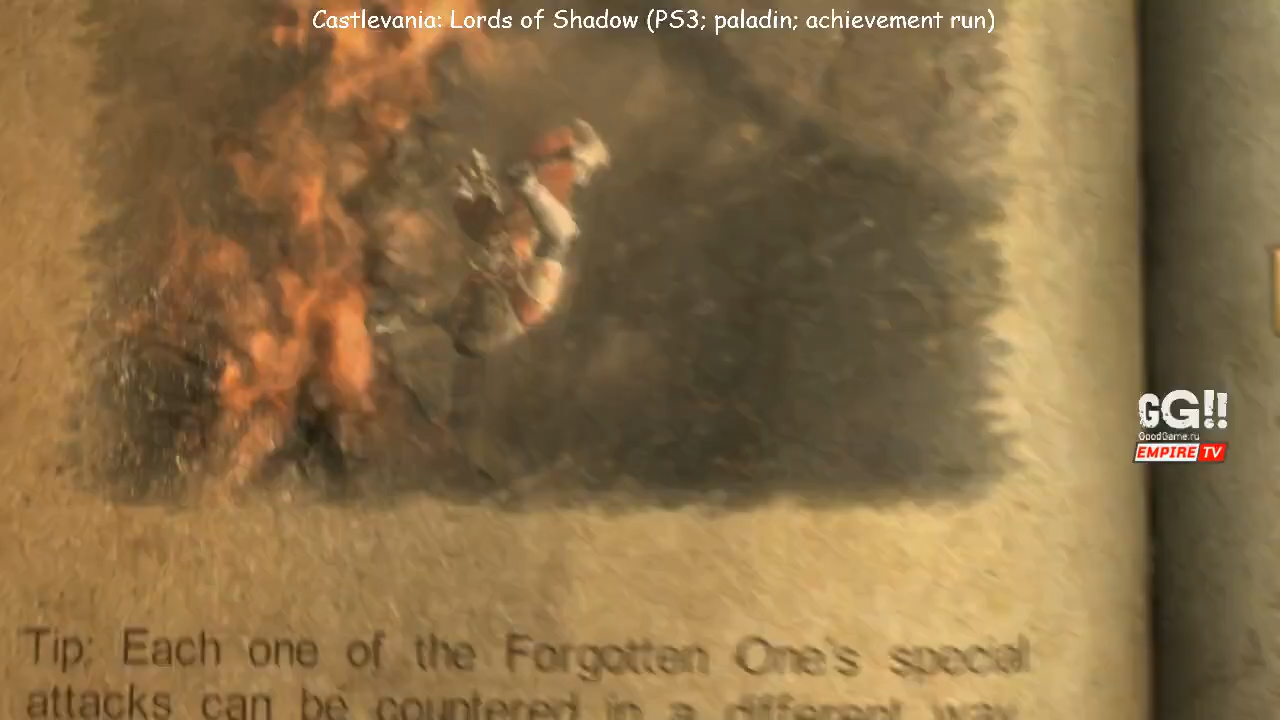 Castlevania: Lords of Shadow (PS3; paladin; achievement run)
GG!!
GoodGame.ru
EMPIRE TV
Tip: Each one of the Forgotten One's special
attacks can be countered in a different way.